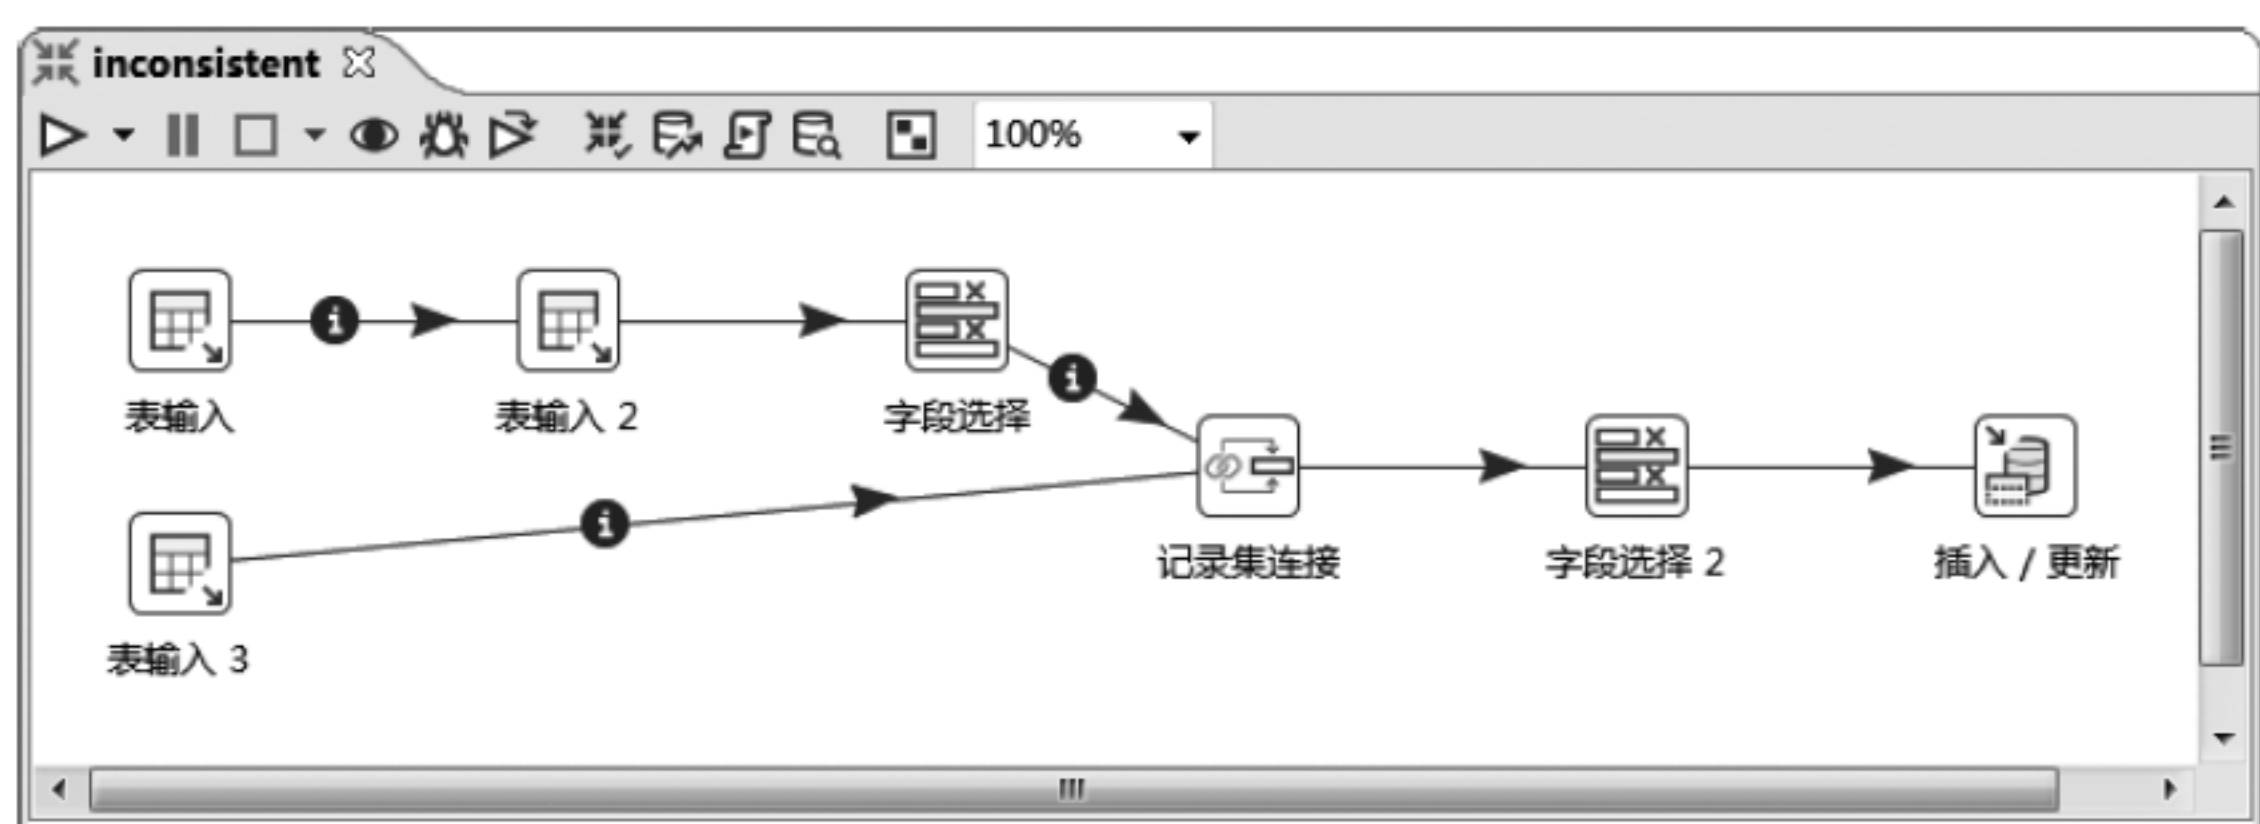 inconsistent
100%
表输入
表输入 2
字段选择
记录集连接
字段选择 2
插入 / 更新
表输入 3